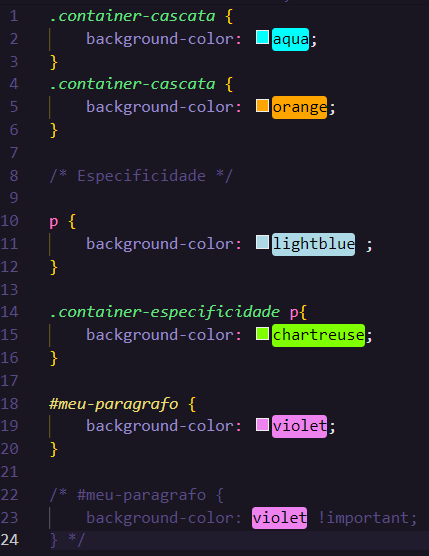 1 .container-cascata {
2     background-color: aqua;
3 }
4 .container-cascata {
5     background-color: orange;
6 }
7
8 /* Especificidade */
9
10 p {
11     background-color: lightblue ;
12 }
13
14 .container-especificidade p{
15     background-color: chartreuse;
16 }
17
18 #meu-paragrafo {
19     background-color: violet;
20 }
21
22 /* #meu-paragrafo {
23     background-color: violet !important;
24 } */